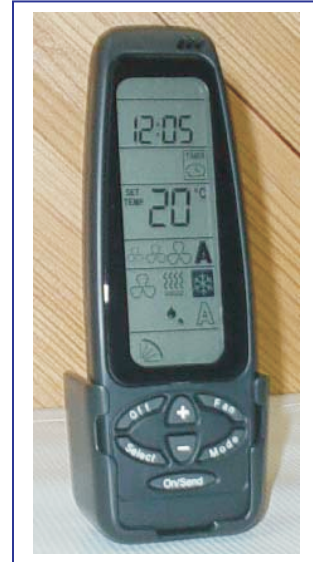 12:05
TIMER
SET
TEMP 20 °C
A
A
Off + Fan
Select - Mode
On/Send